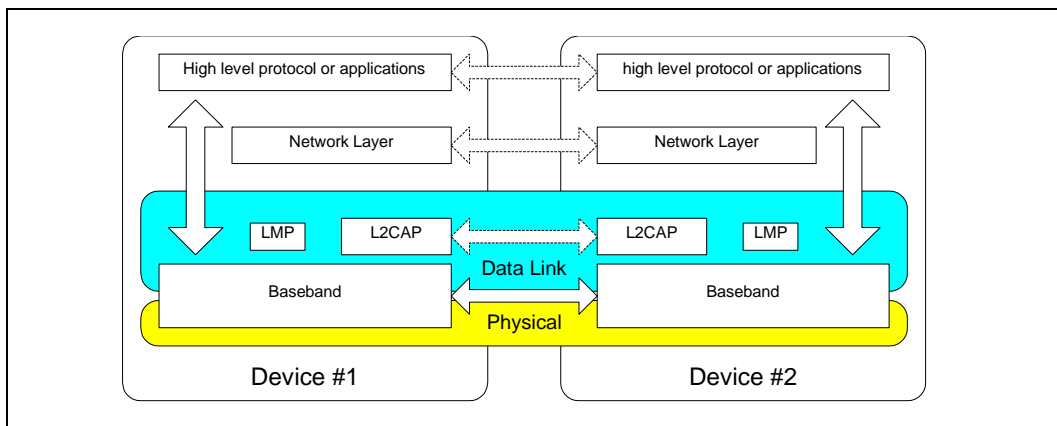 High level protocol or applications
high level protocol or applications
Network Layer
Network Layer
LMP
L2CAP
L2CAP
LMP
Data Link
Baseband
Baseband
Physical
Device #1
Device #2